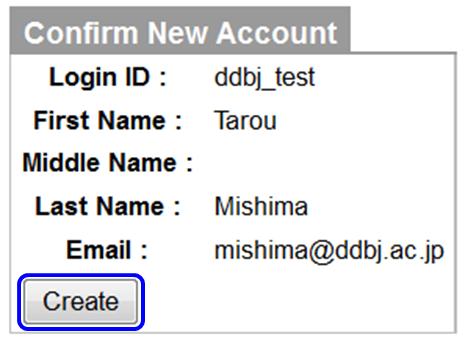 Confirm New Account
Login ID : ddbj_test
First Name : Tarou
Middle Name :
Last Name : Mishima
Email : mishima@ddbj.ac.jp
Create